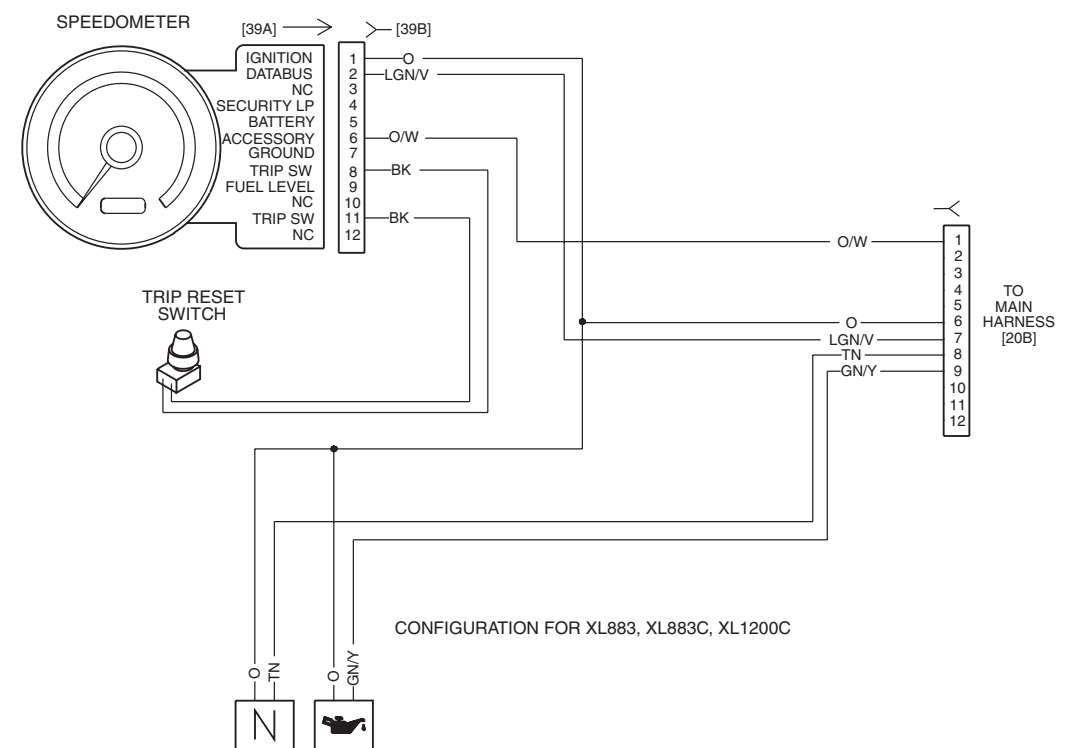 SPEEDOMETER
[39A]
[39B]
IGNITION 1 O
DATABUS 2 LGN/V
NC 3
SECURITY LP 4
BATTERY 5
ACCESSORY 6 O/W
GROUND 7
TRIP SW 8 BK
FUEL LEVEL 9
NC 10
TRIP SW 11 BK
NC 12
TRIP RESET
SWITCH
O/W 1
2
3
4
5
O 6
LGN/V 7
TN 8
GN/Y 9
10
11
12
TO
MAIN
HARNESS
[20B]
CONFIGURATION FOR XL883, XL883C, XL1200C
O
TN
O
GN/Y
N